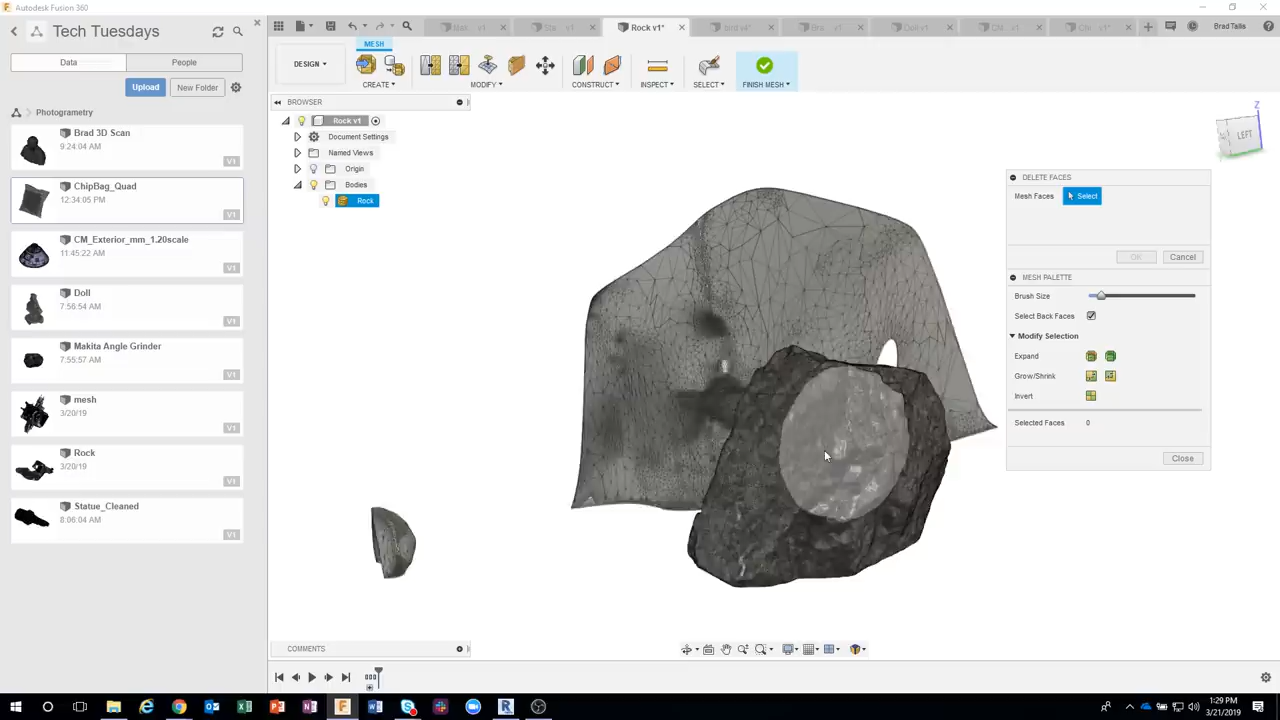 Autodesk Fusion 360
Tech Tuesdays
Data
People
Upload
New Folder
Photogrametry
Brad 3D Scan
9:24:04 AM
V1
ChipBag_Quad
12:34:05 PM
V1
CM_Exterior_mm_1.20scale
11:45:22 AM
V1
Doll
7:56:54 AM
V1
Makita Angle Grinder
7:55:57 AM
V1
mesh
3/20/19
V1
Rock
3/20/19
V1
Statue_Cleaned
8:06:04 AM
V1
Rock v1*
Doll v1
Brad Tallis
MESH
DESIGN
CREATE
MODIFY
CONSTRUCT
INSPECT
SELECT
FINISH MESH
BROWSER
Rock v1
Document Settings
Named Views
Origin
Bodies
Rock
Z
LEFT
DELETE FACES
Mesh Faces
Select
OK
Cancel
MESH PALETTE
Brush Size
Select Back Faces
Modify Selection
Expand
Grow/Shrink
Invert
Selected Faces 0
Close
COMMENTS
1:29 PM
3/21/2019